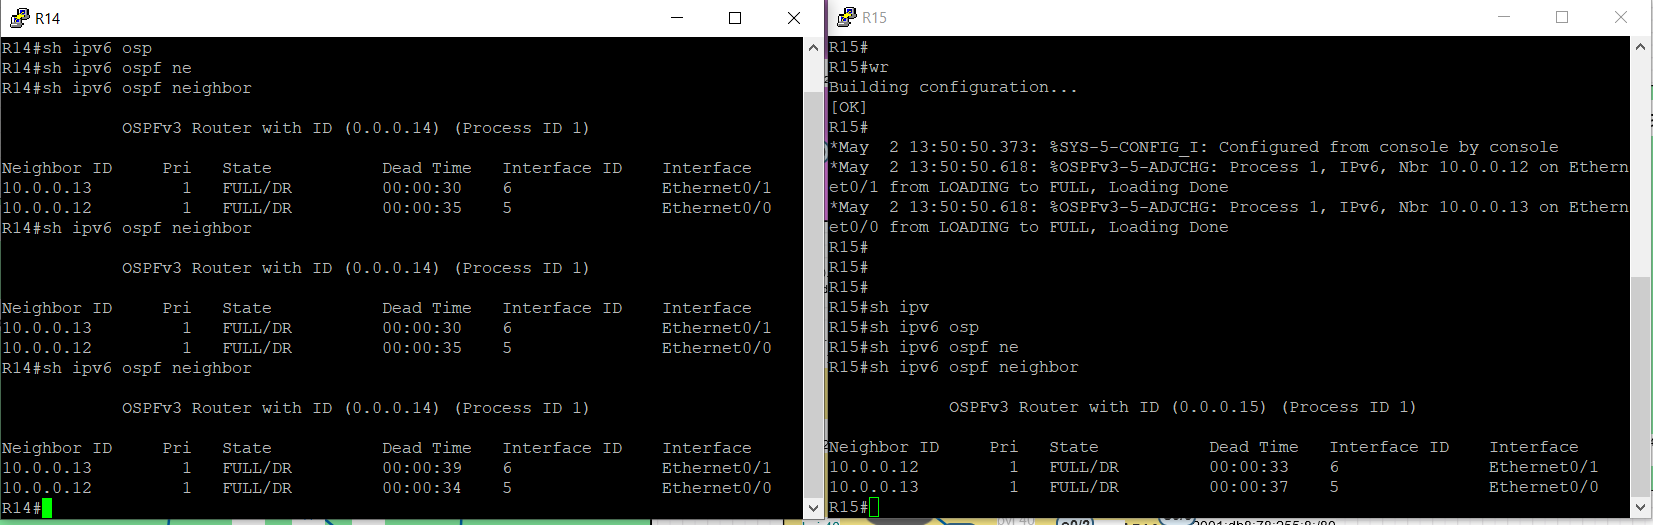 R14
R14#sh ipv6 osp
R14#sh ipv6 ospf ne
R14#sh ipv6 ospf neighbor
OSPFv3 Router with ID (0.0.0.14) (Process ID 1)
Neighbor ID     Pri   State           Dead Time   Interface ID    Interface
10.0.0.13         1   FULL/DR         00:00:30    6               Ethernet0/1
10.0.0.12         1   FULL/DR         00:00:35    5               Ethernet0/0
R14#sh ipv6 ospf neighbor
OSPFv3 Router with ID (0.0.0.14) (Process ID 1)
Neighbor ID     Pri   State           Dead Time   Interface ID    Interface
10.0.0.13         1   FULL/DR         00:00:30    6               Ethernet0/1
10.0.0.12         1   FULL/DR         00:00:35    5               Ethernet0/0
R14#sh ipv6 ospf neighbor
OSPFv3 Router with ID (0.0.0.14) (Process ID 1)
Neighbor ID     Pri   State           Dead Time   Interface ID    Interface
10.0.0.13         1   FULL/DR         00:00:39    6               Ethernet0/1
10.0.0.12         1   FULL/DR         00:00:34    5               Ethernet0/0
R14#
R15
R15#
R15#wr
Building configuration...
[OK]
R15#
*May  2 13:50:50.373: %SYS-5-CONFIG_I: Configured from console by console
*May  2 13:50:50.618: %OSPFv3-5-ADJCHG: Process 1, IPv6, Nbr 10.0.0.12 on Ethern
et0/1 from LOADING to FULL, Loading Done
*May  2 13:50:50.618: %OSPFv3-5-ADJCHG: Process 1, IPv6, Nbr 10.0.0.13 on Ethern
et0/0 from LOADING to FULL, Loading Done
R15#
R15#
R15#
R15#sh ipv
R15#sh ipv6 osp
R15#sh ipv6 ospf ne
R15#sh ipv6 ospf neighbor
OSPFv3 Router with ID (0.0.0.15) (Process ID 1)
Neighbor ID     Pri   State           Dead Time   Interface ID    Interface
10.0.0.12         1   FULL/DR         00:00:33    6               Ethernet0/1
10.0.0.13         1   FULL/DR         00:00:37    5               Ethernet0/0
R15#